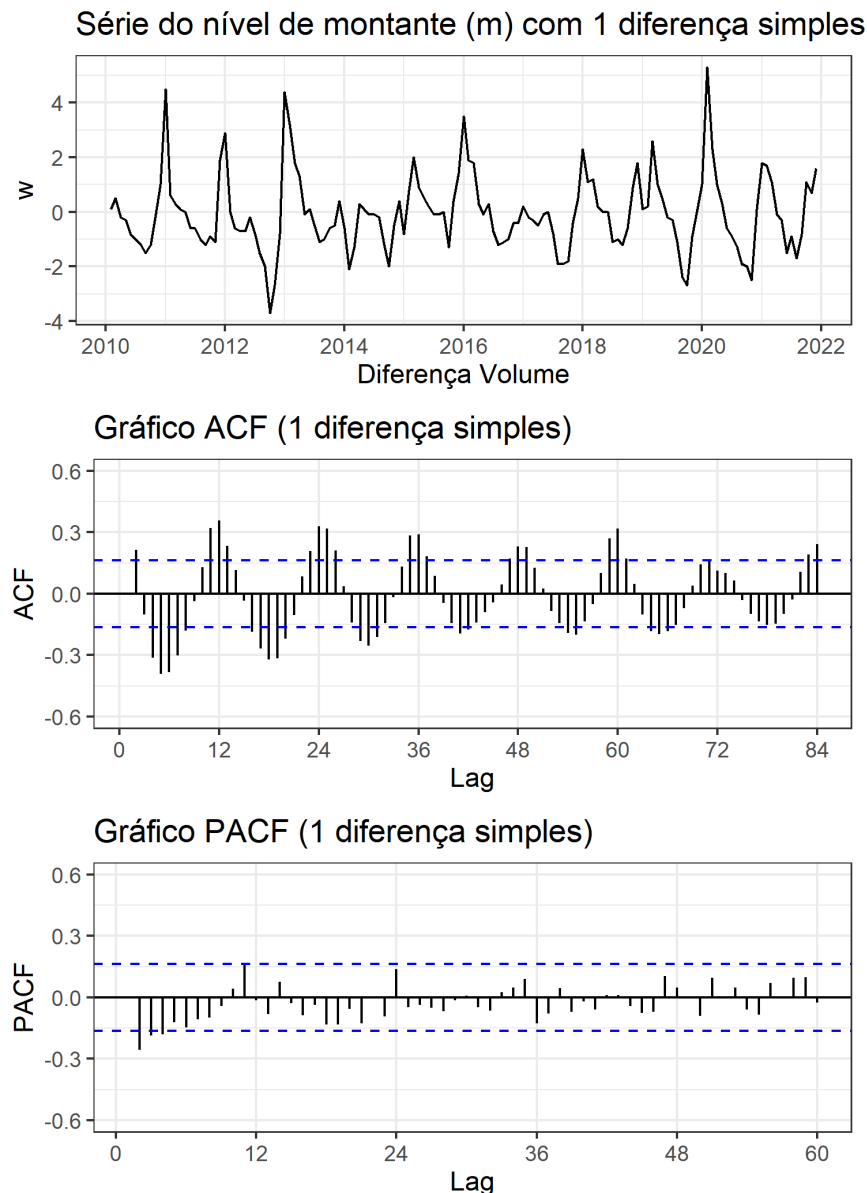 Série do nível de montante (m) com 1 diferença simples
w
4
2
0
-2
-4
2010 2012 2014 2016 2018 2020 2022
Diferença Volume
Gráfico ACF (1 diferença simples)
ACF
0.6
0.3
0.0
-0.3
-0.6
0 12 24 36 48 60 72 84
Lag
Gráfico PACF (1 diferença simples)
PACF
0.6
0.3
0.0
-0.3
-0.6
0 12 24 36 48 60
Lag